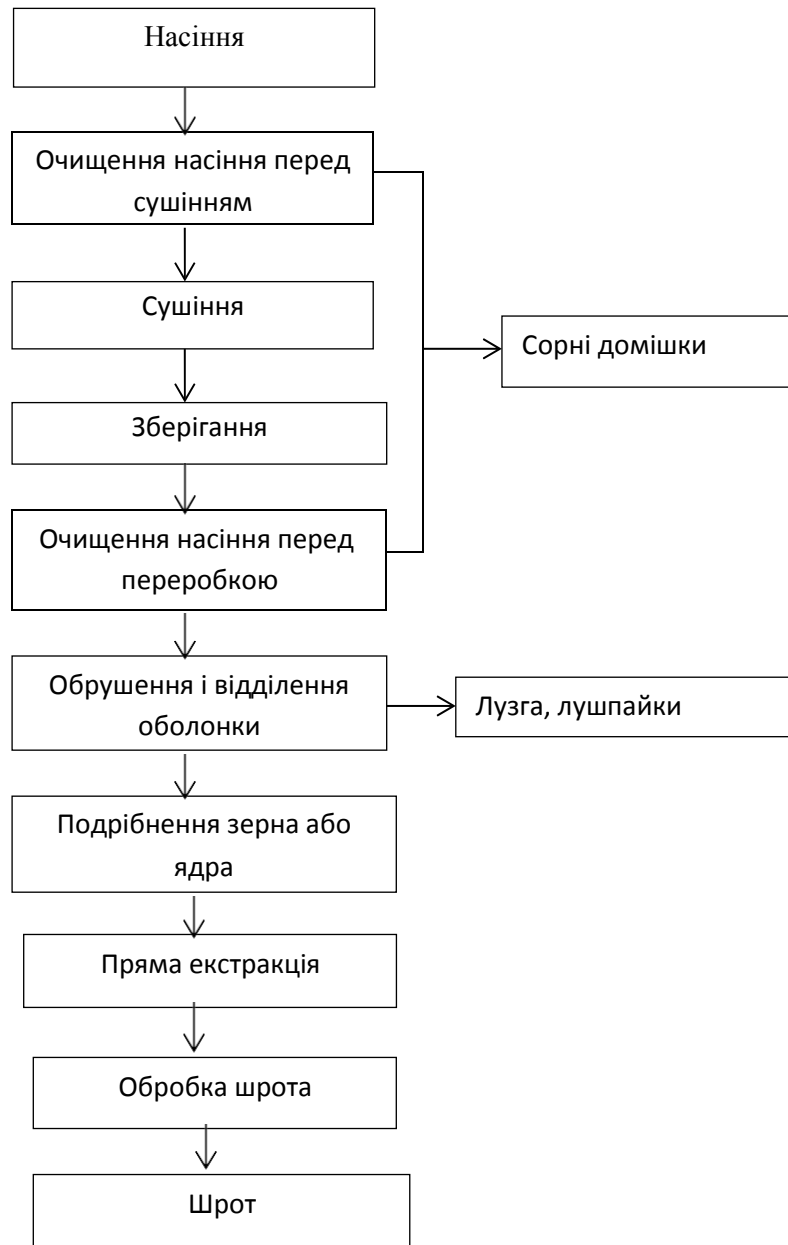 Насіння
Очищення насіння перед
сушінням
Сушіння
Сорні домішки
Зберігання
Очищення насіння перед
переробкою
Обрушення і відділення
оболонки
Лузга, лушпайки
Подрібнення зерна або
ядра
Пряма екстракція
Обробка шрота
Шрот